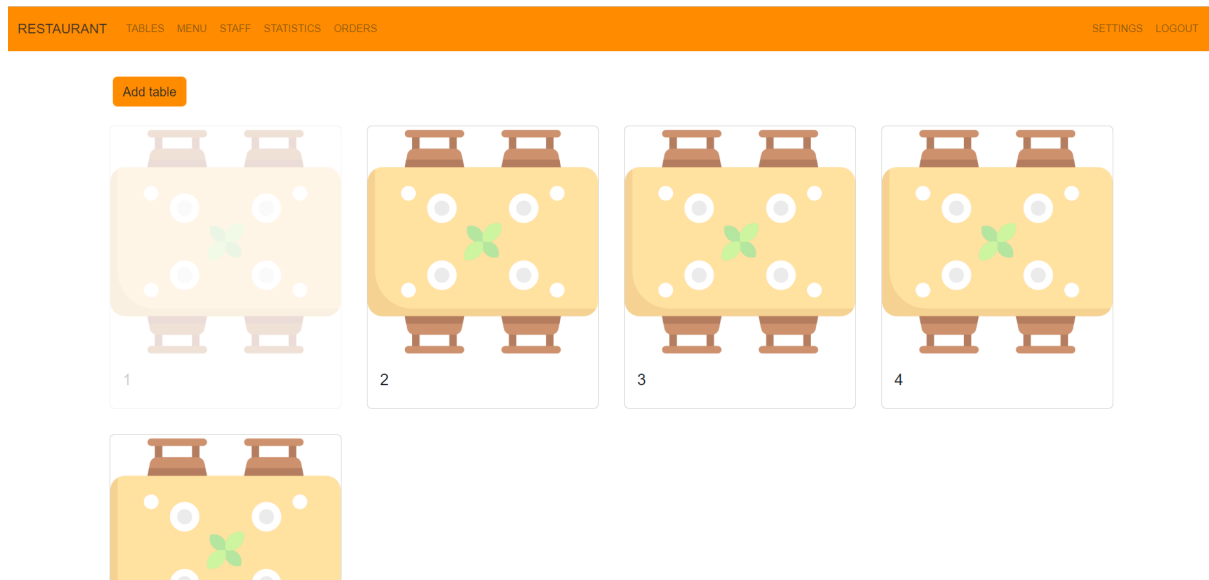 RESTAURANT TABLES MENU STAFF STATISTICS ORDERS SETTINGS LOGOUT
Add table
1 2 3 4